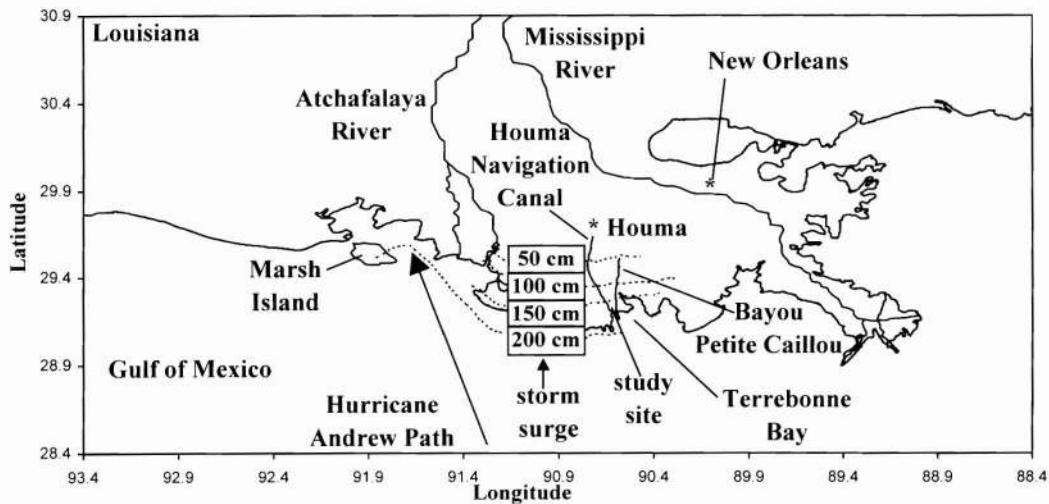 30.9
Louisiana
Mississippi
River
New Orleans
*
30.4
Atchafalaya
River
Houma
Navigation
Canal
29.9
* Houma
Latitude
50 cm
29.4
Marsh
Island
100 cm
150 cm
Bayou
Petite Caillou
200 cm
28.9
Gulf of Mexico
storm
surge
study
site
Terrebonne
Bay
Hurricane
Andrew Path
28.4
93.4 92.9 92.4 91.9 91.4 90.9 90.4 89.9 89.4 88.9 88.4
Longitude